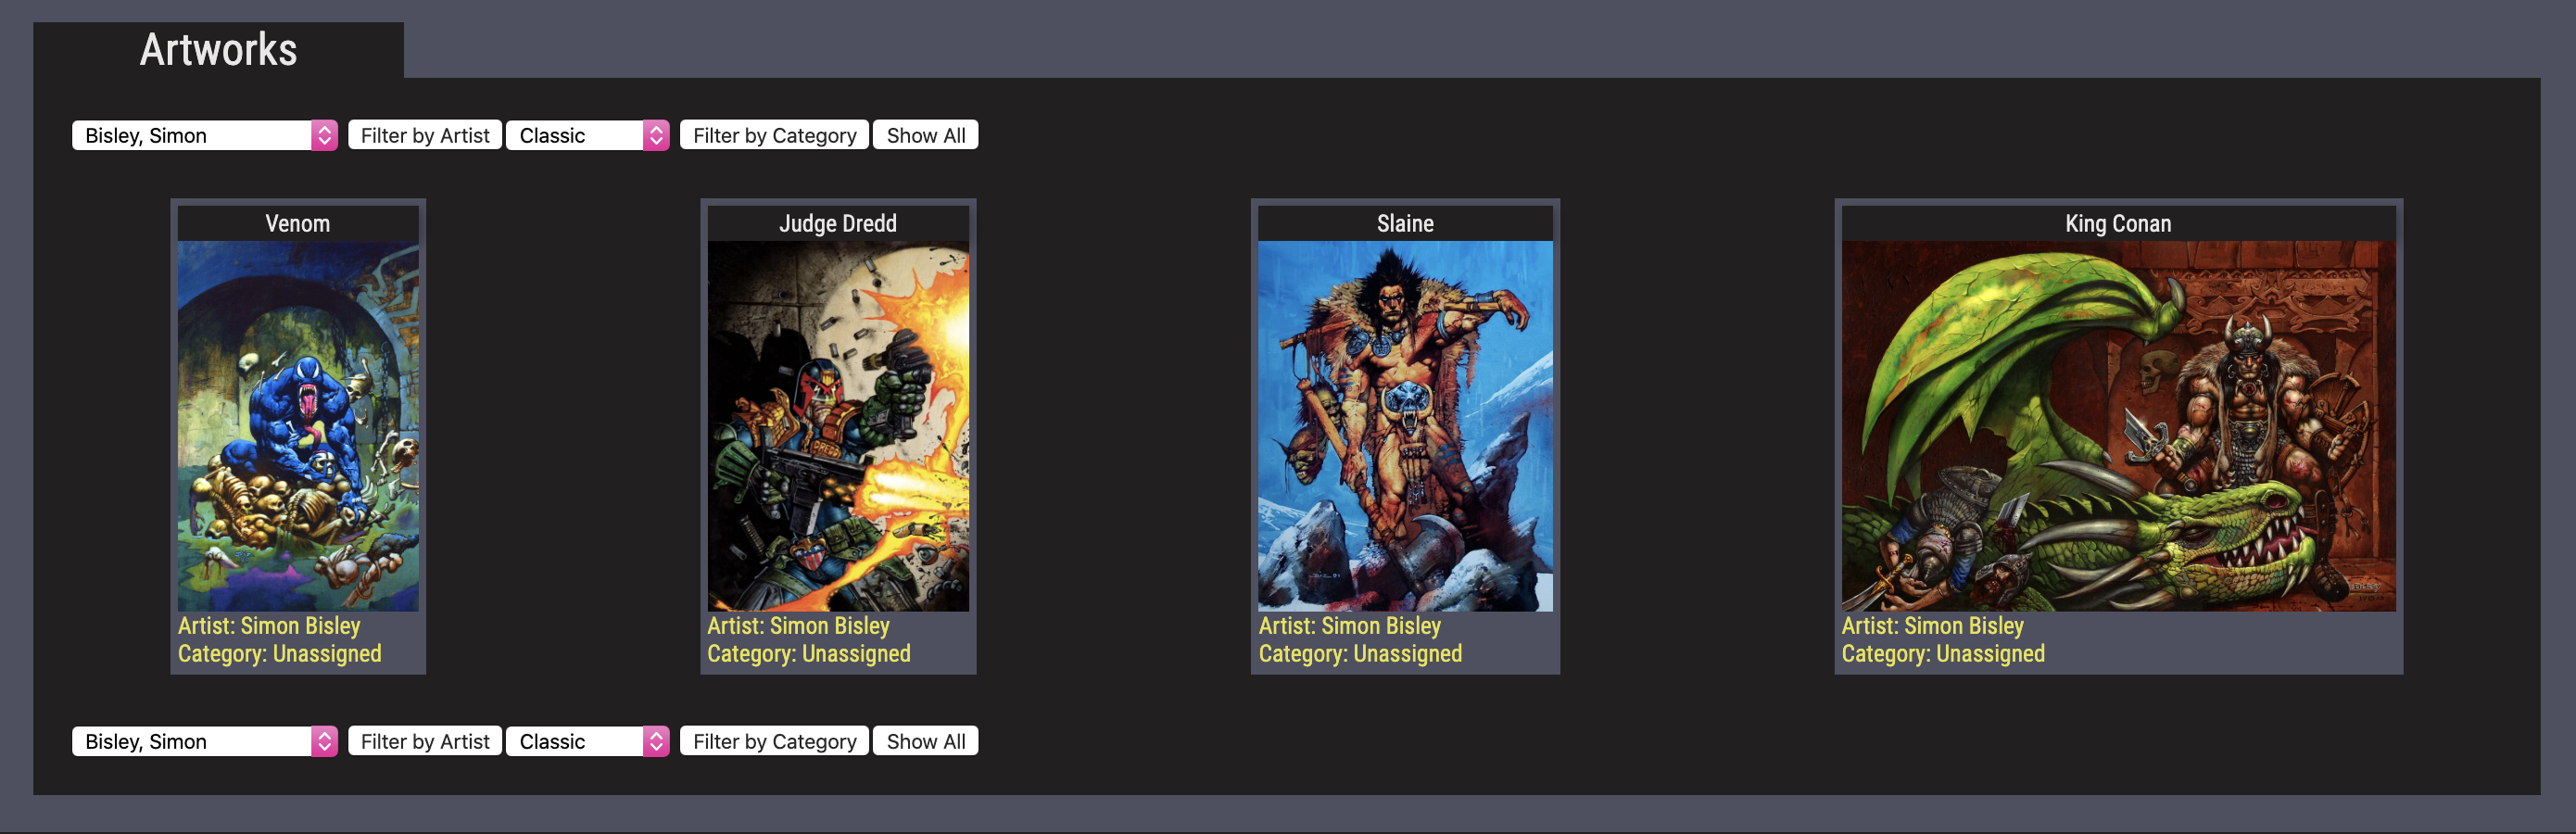 Artworks
Bisley, Simon Filter by Artist Classic Filter by Category Show All
Venom
Judge Dredd
Slaine
King Conan
DREDD
Artist: Simon Bisley
Category: Unassigned
Artist: Simon Bisley
Category: Unassigned
Artist: Simon Bisley
Category: Unassigned
Artist: Simon Bisley
Category: Unassigned
Bisley, Simon Filter by Artist Classic Filter by Category Show All